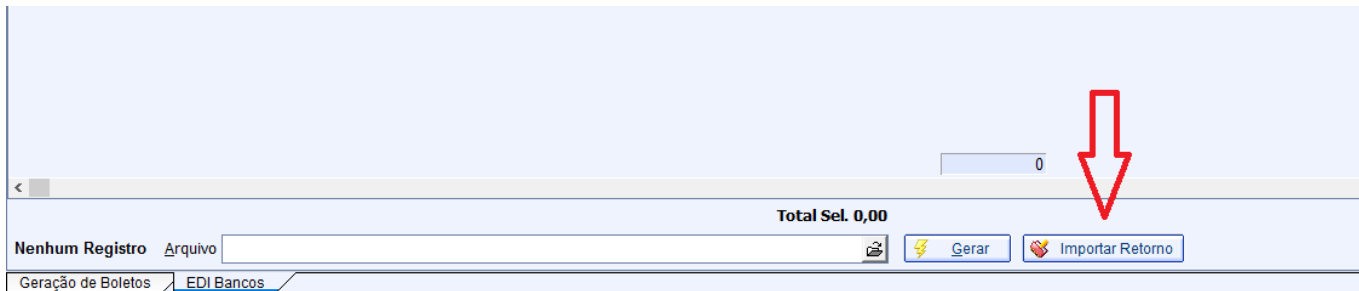 0
<
Total Sel. 0,00
Nenhum Registro Arquivo Gerar Importar Retorno
Geração de Boletos EDI Bancos